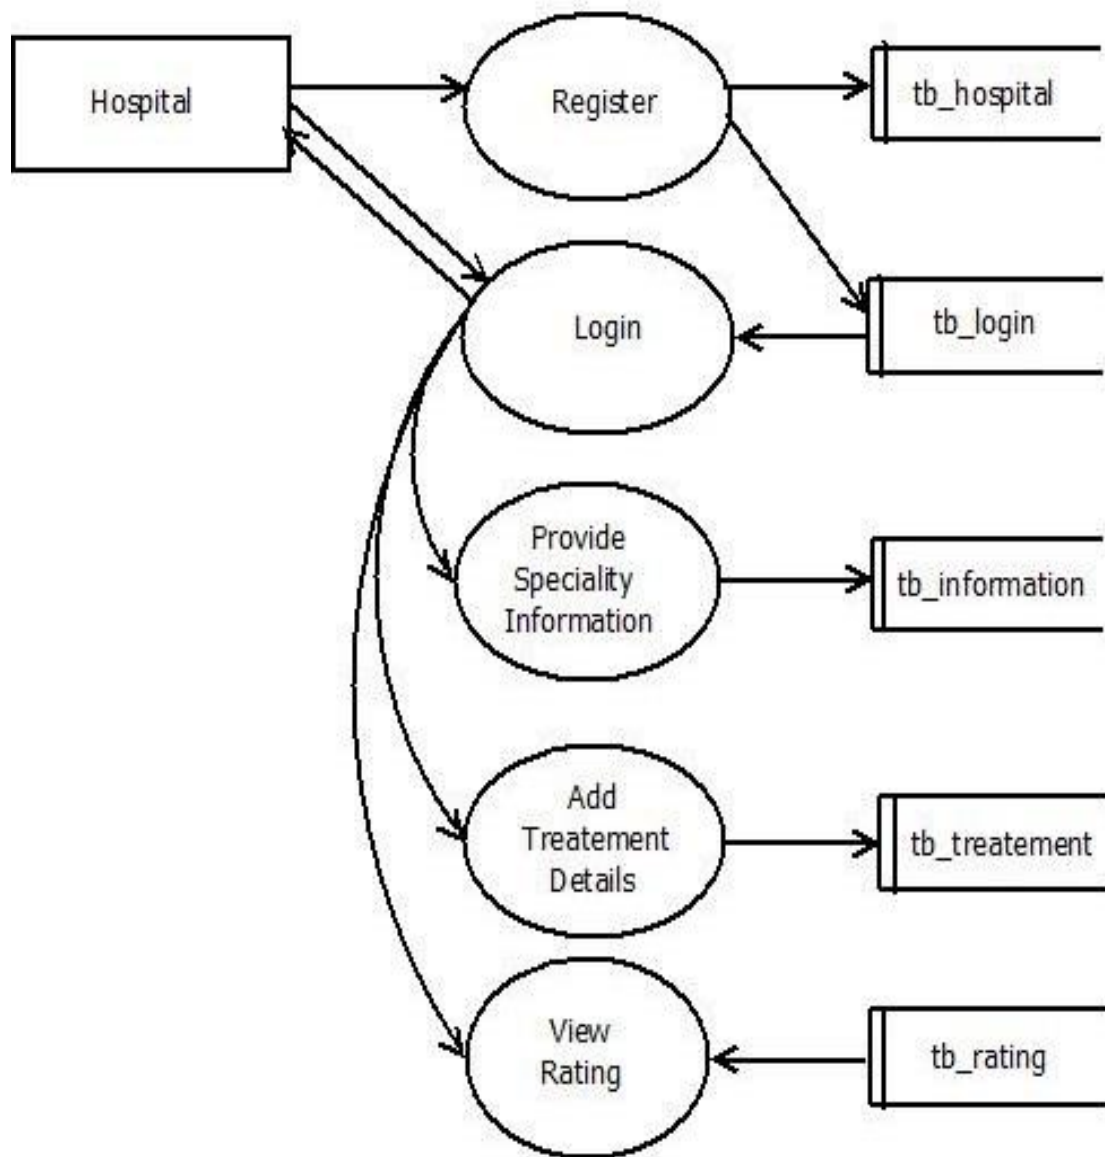 Hospital
Register
tb_hospital
Login
tb_login
Provide
Speciality
Information
tb_information
Add
Treatement
Details
tb_treatement
View
Rating
tb_rating